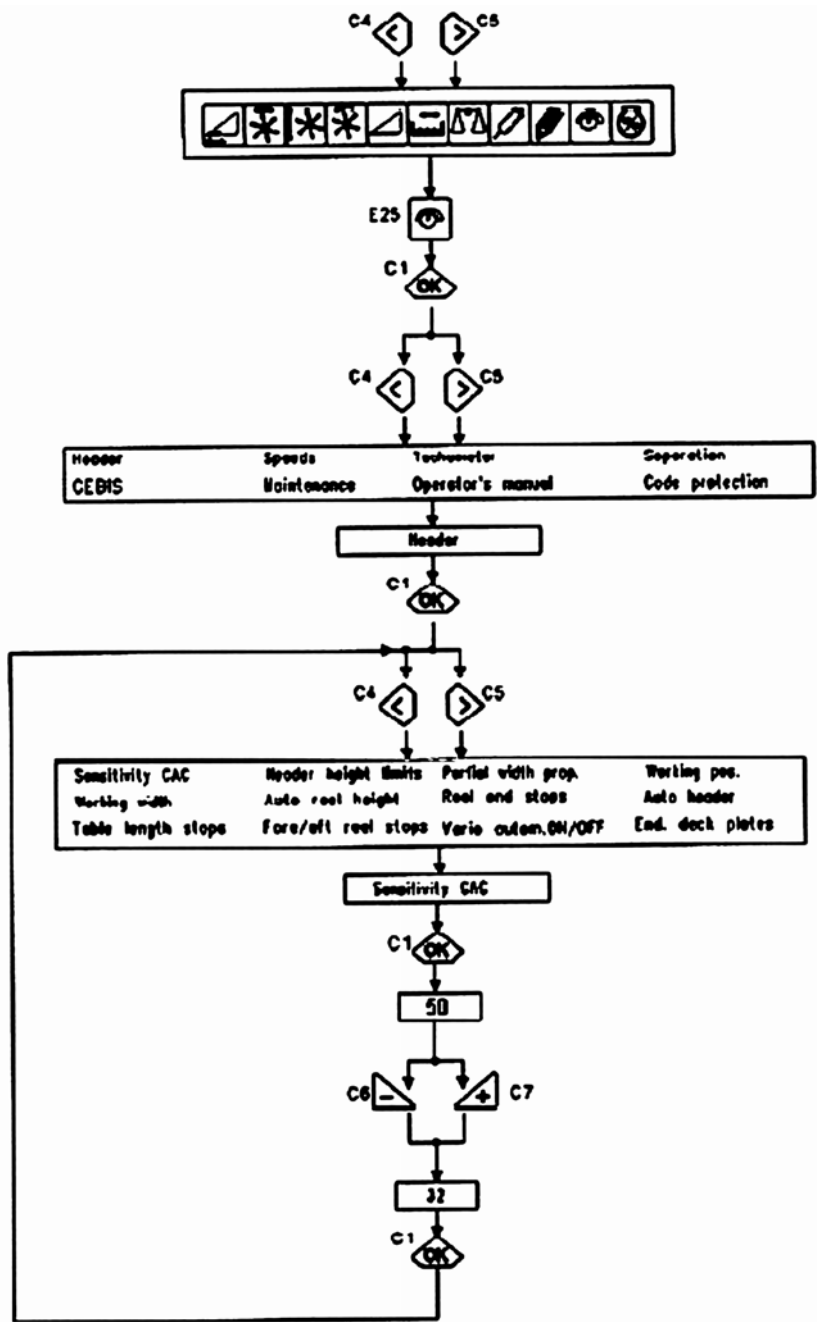 C4 < > C5
E25
C1
OK
C4 < > C5
Header Speeds Tachometer Separation
CEBIS Maintenance Operator's manual Code protection
Header
C1
OK
C4 < > C5
Sensitivity CAC Header height limits Partial width prop. Working pos.
Working width Auto reel height Reel end stops Auto header
Table length stops Fore/aft reel stops Vario autom.ON/OFF End. deck plates
Sensitivity CAC
C1
OK
50
C6 - + C7
32
C1
OK